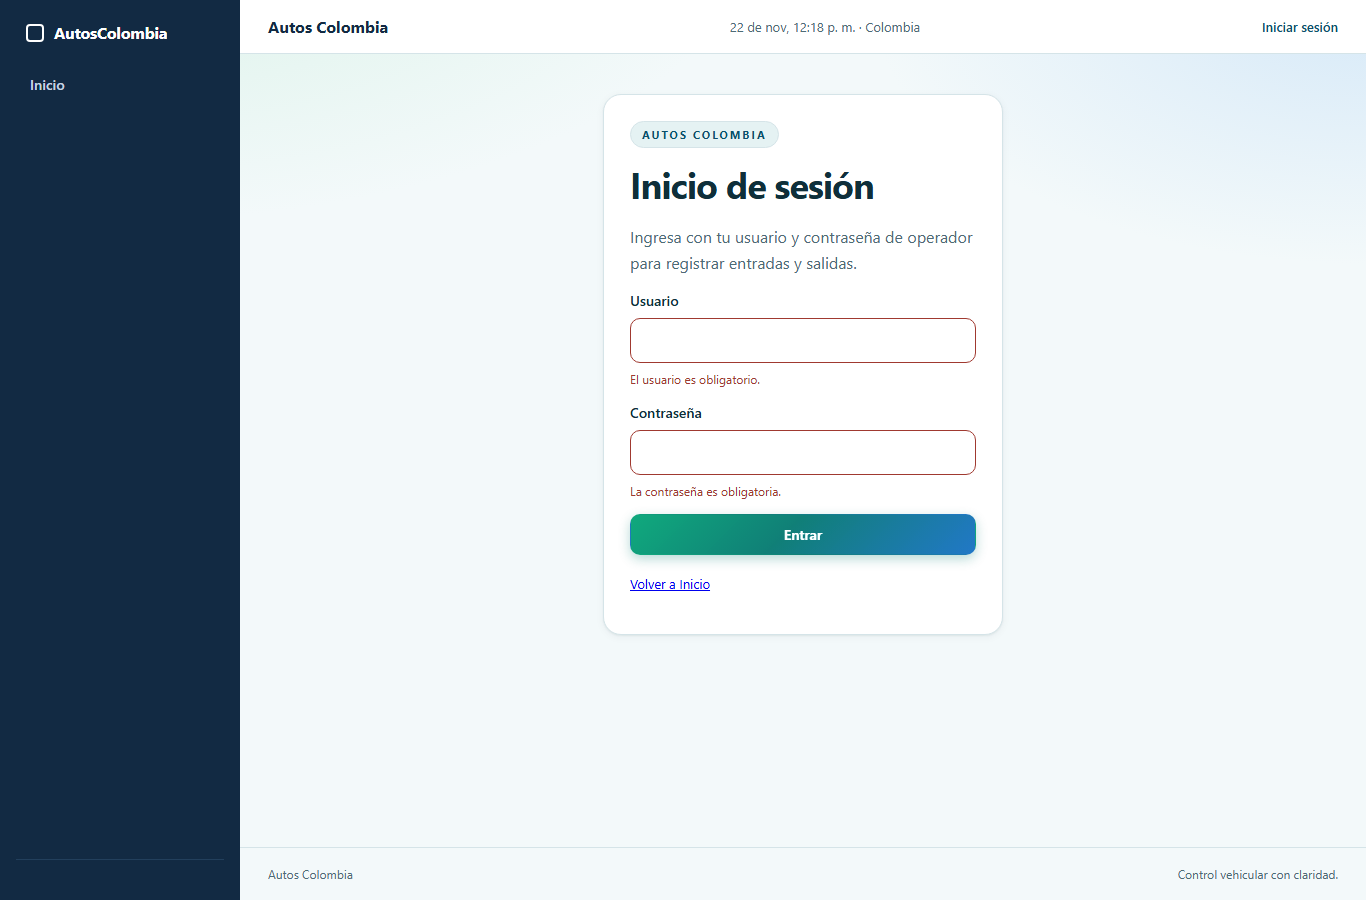 AutosColombia
Inicio
Autos Colombia
22 de nov, 12:18 p. m. · Colombia
Iniciar sesión
AUTOS COLOMBIA
Inicio de sesión
Ingresa con tu usuario y contraseña de operador
para registrar entradas y salidas.
Usuario
El usuario es obligatorio.
Contraseña
La contraseña es obligatoria.
Entrar
Volver a Inicio
Autos Colombia
Control vehicular con claridad.